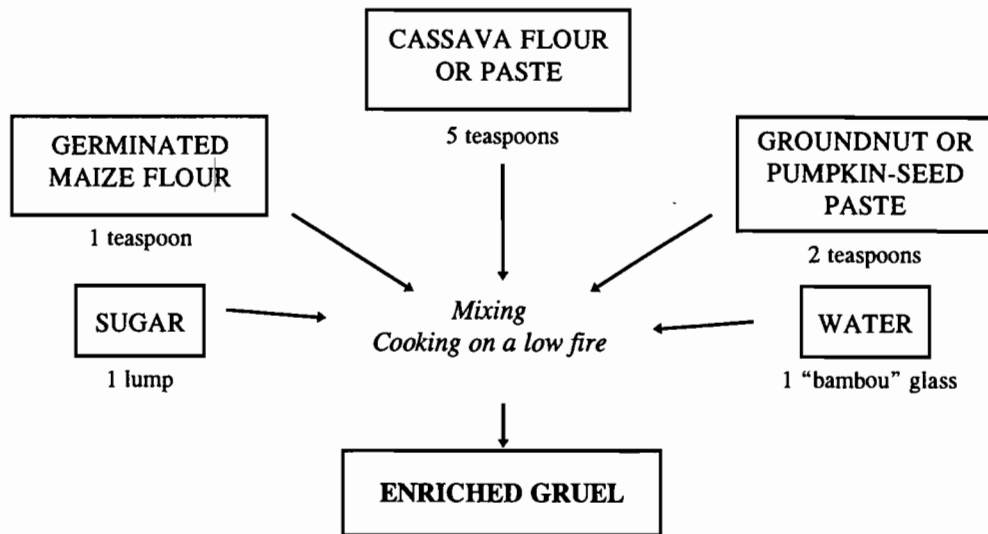 CASSAVA FLOUR
OR PASTE
5 teaspoons
GERMINATED
MAIZE FLOUR
1 teaspoon
GROUNDNUT OR
PUMPKIN-SEED
PASTE
2 teaspoons
SUGAR
1 lump
Mixing
Cooking on a low fire
WATER
1 “bambou” glass
ENRICHED GRUEL